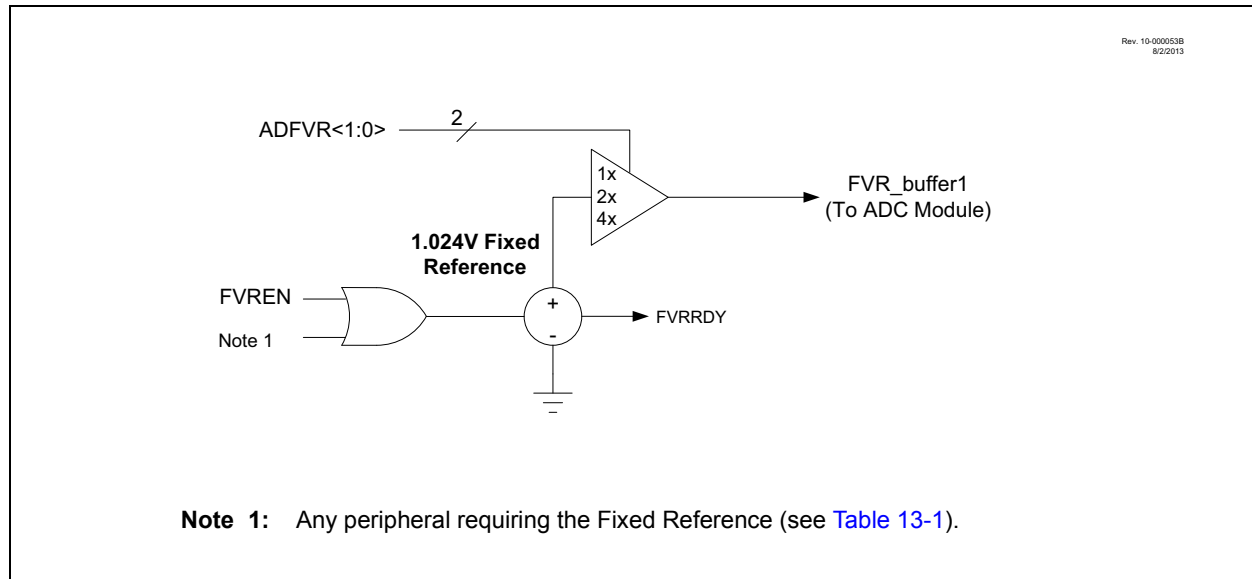 Rev. 10-000053B
8/2/2013
ADFVR<1:0>
2
1x
2x
4x
FVR_buffer1
(To ADC Module)
1.024V Fixed
Reference
FVREN
Note 1
+
-
FVRRDY
Note 1: Any peripheral requiring the Fixed Reference (see Table 13-1).